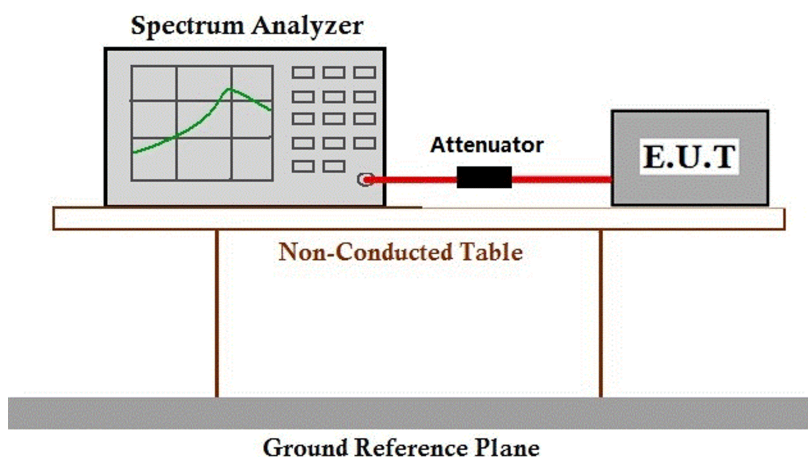 Spectrum Analyzer
Attenuator
E.U.T
Non-Conducted Table
Ground Reference Plane